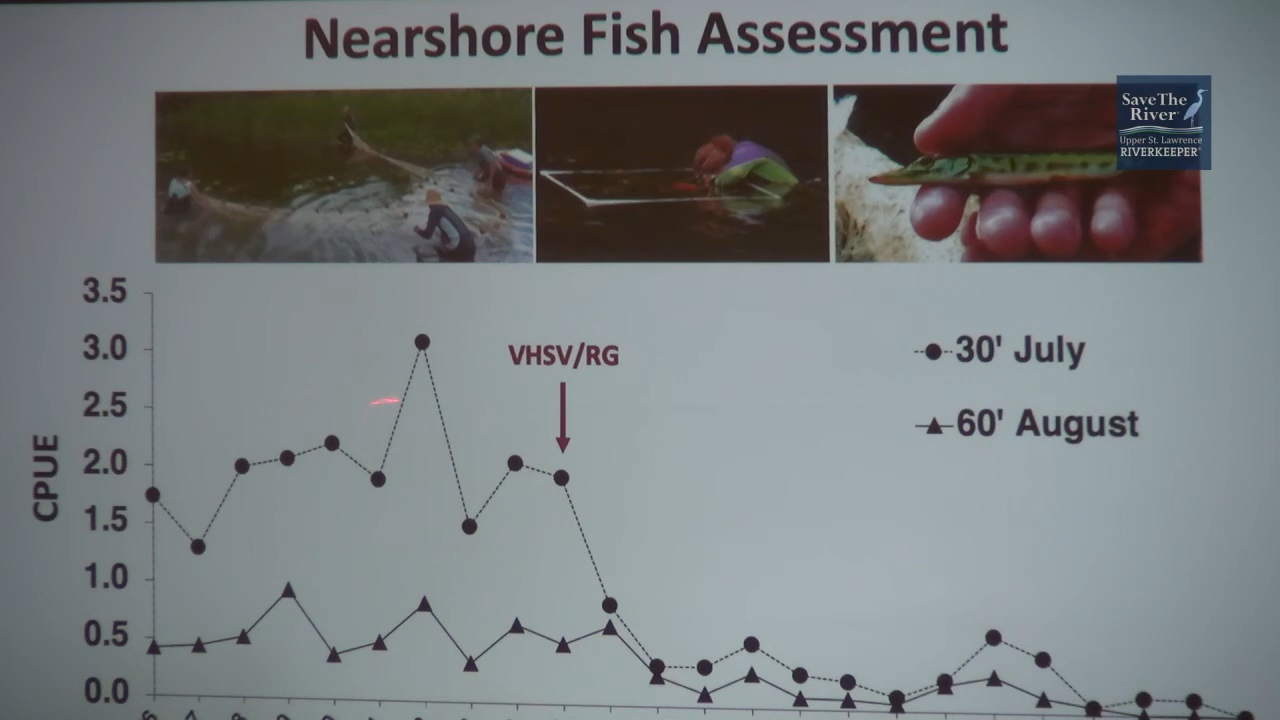 Nearshore Fish Assessment
Save The
River
Upper St. Lawrence
RIVERKEEPER®
3.5
3.0
2.5
2.0
1.5
1.0
0.5
0.0
CPUE
VHSV/RG
30' July
60' August